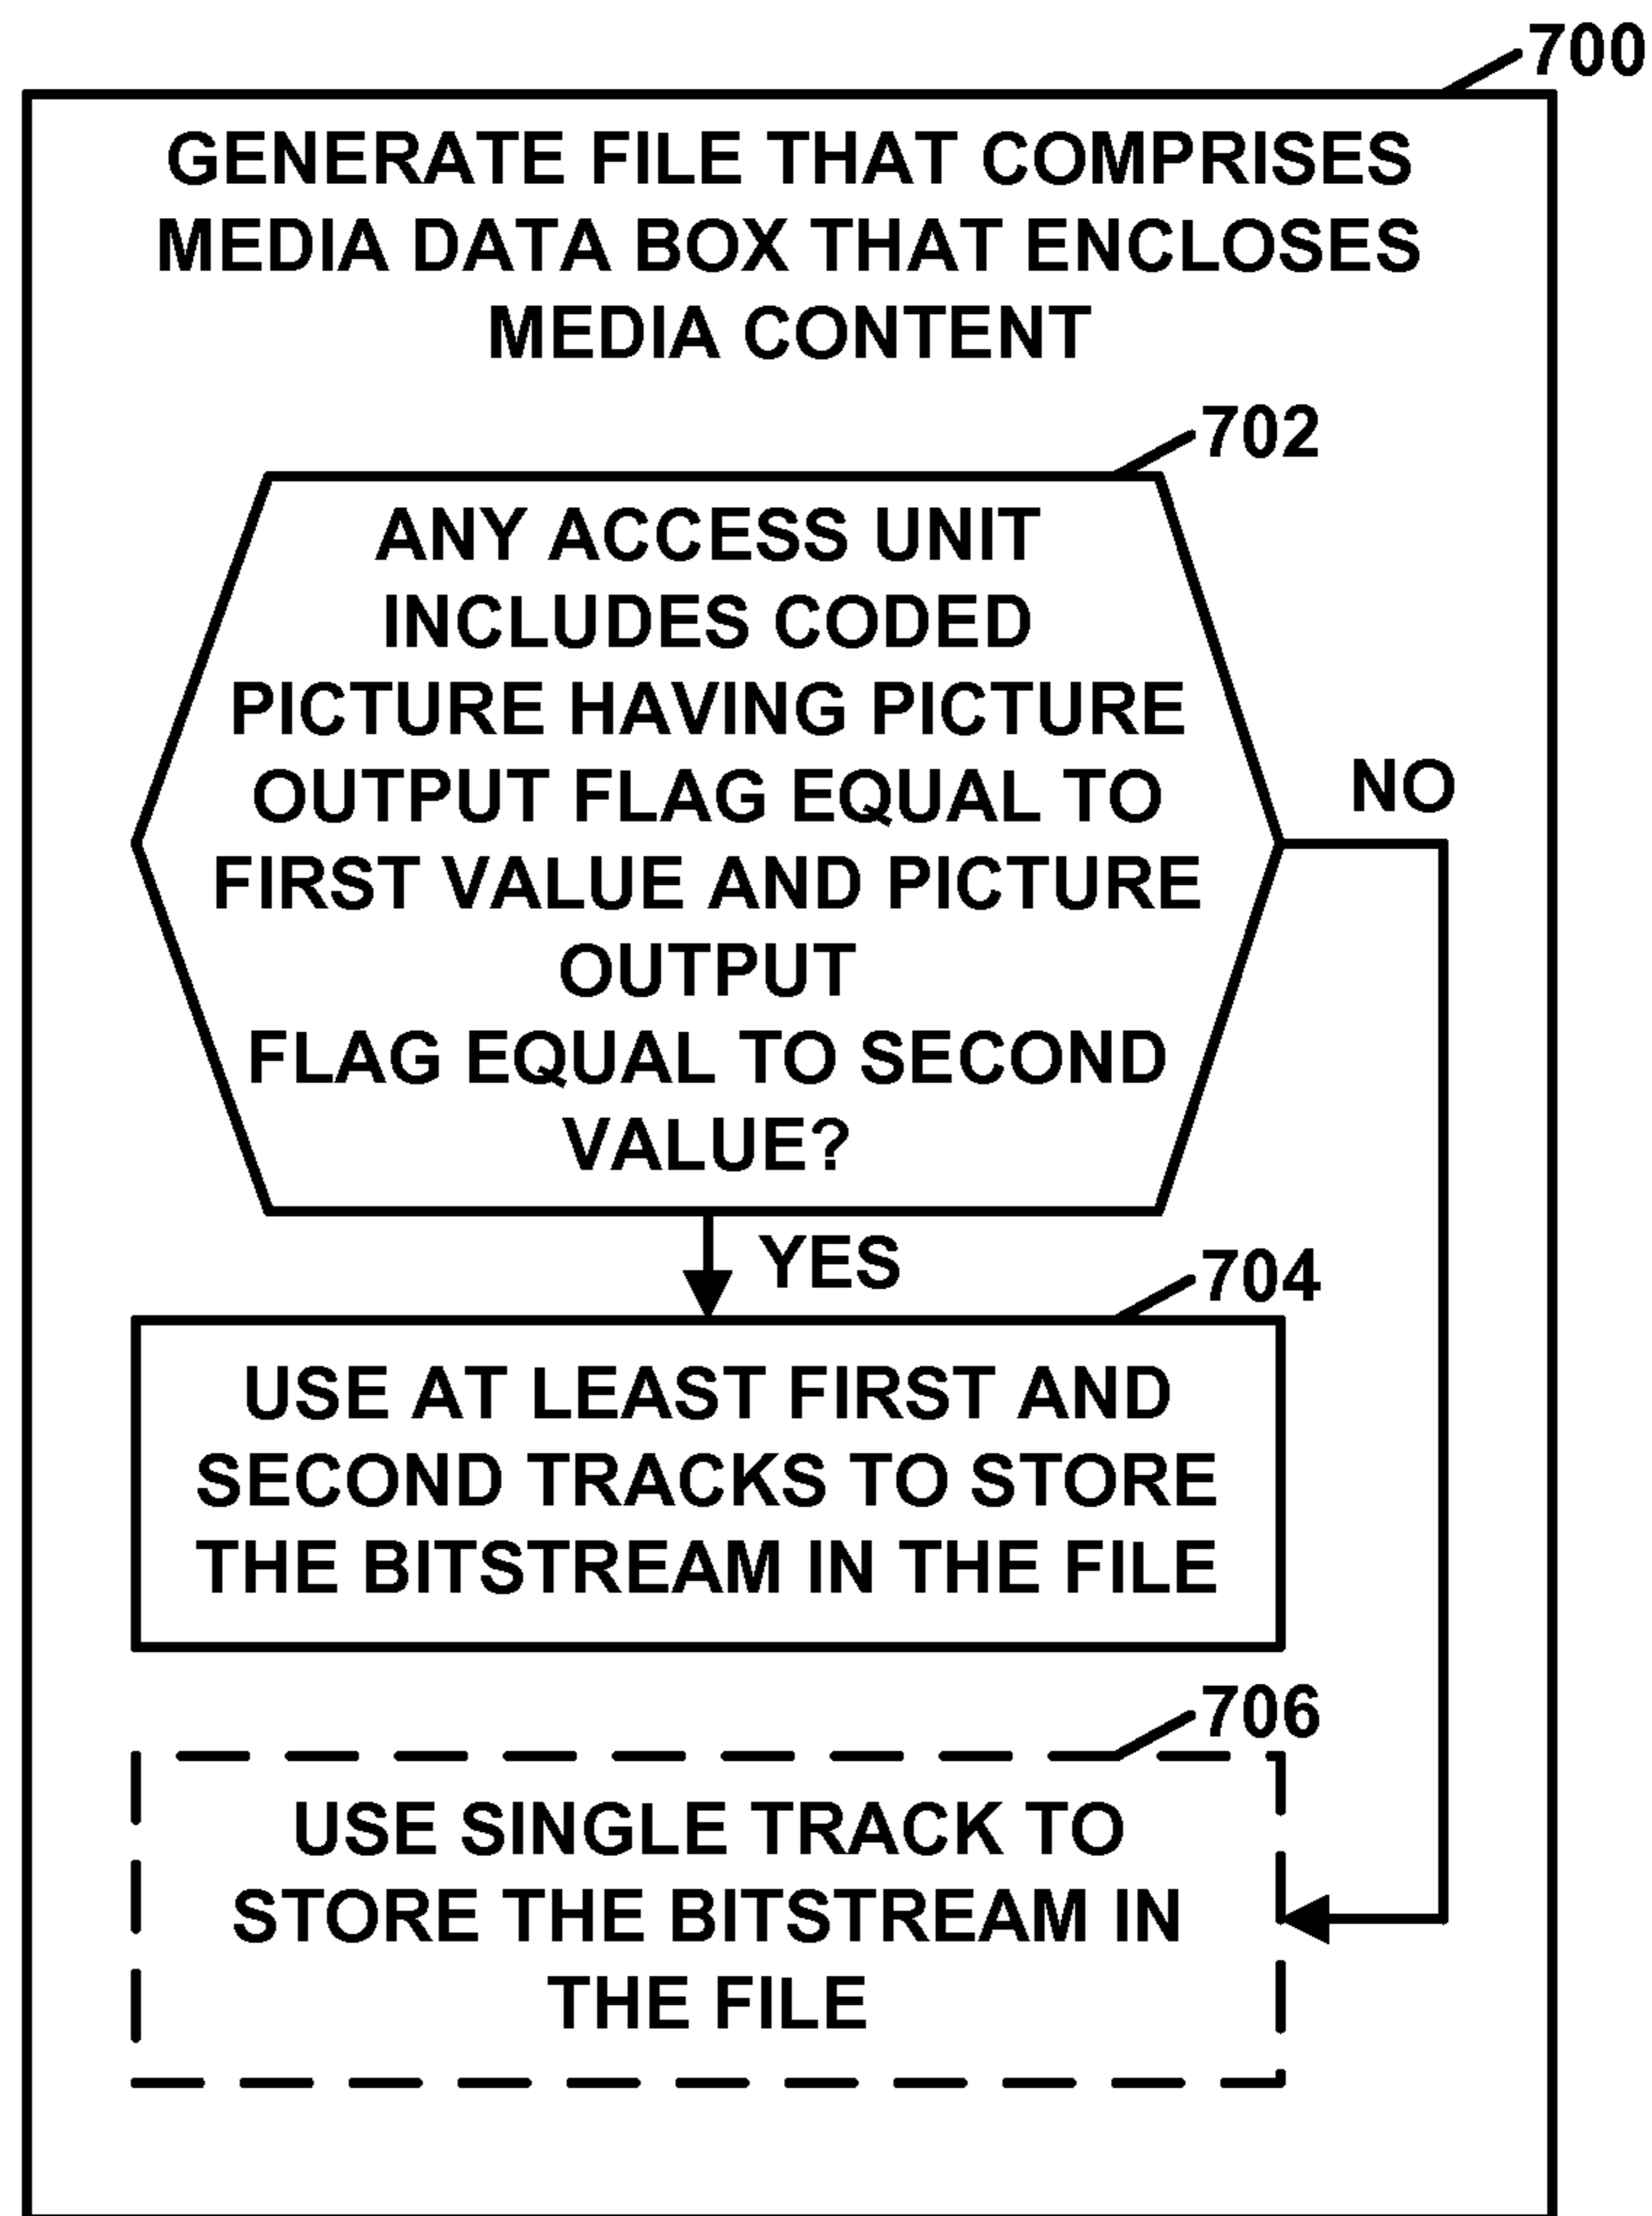 700
GENERATE FILE THAT COMPRISES
MEDIA DATA BOX THAT ENCLOSES
MEDIA CONTENT
702
ANY ACCESS UNIT
INCLUDES CODED
PICTURE HAVING PICTURE
OUTPUT FLAG EQUAL TO
FIRST VALUE AND PICTURE
OUTPUT
FLAG EQUAL TO SECOND
VALUE?
NO
YES
704
USE AT LEAST FIRST AND
SECOND TRACKS TO STORE
THE BITSTREAM IN THE FILE
706
USE SINGLE TRACK TO
STORE THE BITSTREAM IN
THE FILE